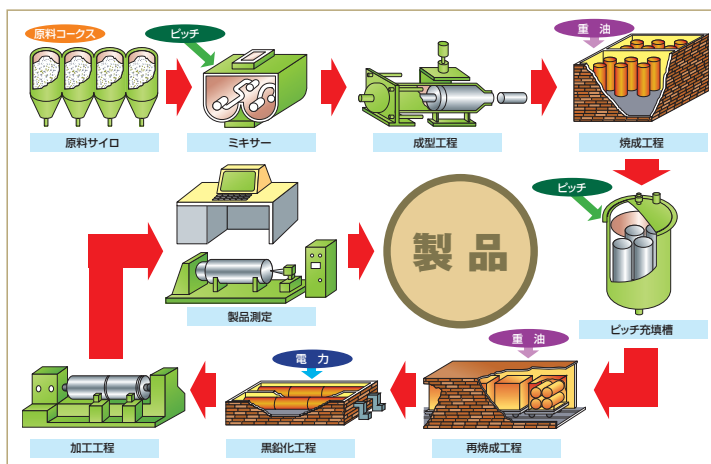 原料コークス
ピッチ
重油
原料サイロ
ミキサー
成型工程
焼成工程
ピッチ
製品
製品測定
ピッチ充填槽
電力
重油
加工工程
黒鉛化工程
再焼成工程